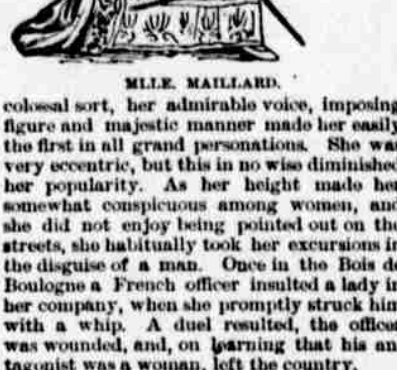 MLLE. MAILLARD.
colossal sort, her admirable voice, imposing
figure and majestic manner made her easily
the first in all grand personations. She was
very eccentric, but this in no wise diminished
her popularity. As her height made her
somewhat conspicuous among women, and
she did not enjoy being pointed out on the
streets, she habitually took her excursions in
the disguise of a man. Once in the Bois de
Boulogne a French officer insulted a lady in
her company, when she promptly struck him
with a whip. A duel resulted, the officer
was wounded, and, on learning that his an-
tagonist was a woman, left the country.